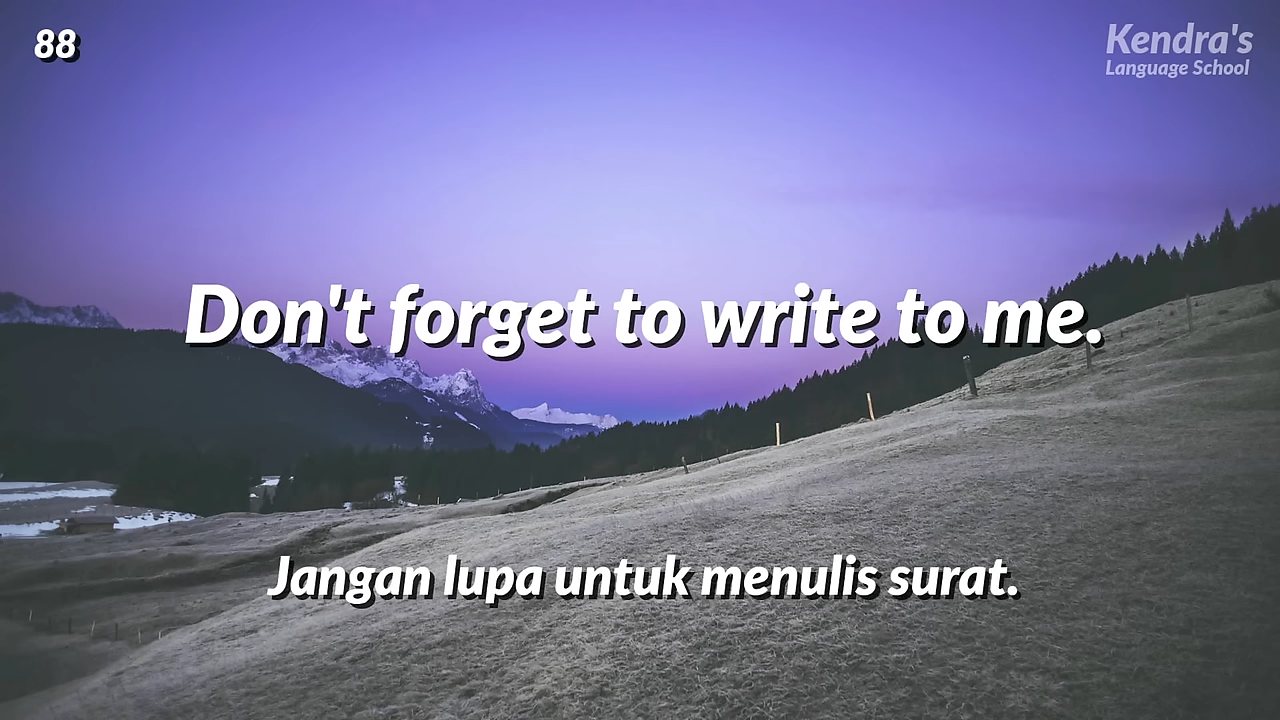 88
Kendra's
Language School
Don't forget to write to me.
Jangan lupa untuk menulis surat.